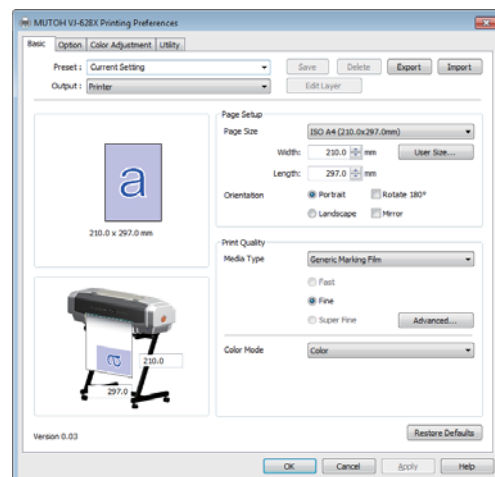 MUTOH VJ-628X Printing Preferences
Basic Option Color Adjustment Utility
Preset : Current Setting Save Delete Export Import
Output : Printer Edit Layer
Page Setup
Page Size ISO A4 (210.0x297.0mm)
Width: 210.0 mm User Size...
Length: 297.0 mm
Orientation Portrait Rotate 180°
Landscape Mirror
a
210.0 x 297.0 mm
Print Quality
Media Type Generic Marking Film
Fast
Fine
Super Fine Advanced...
Color Mode Color
a 210.0
297.0
Version 0.03 Restore Defaults
OK Cancel Apply Help